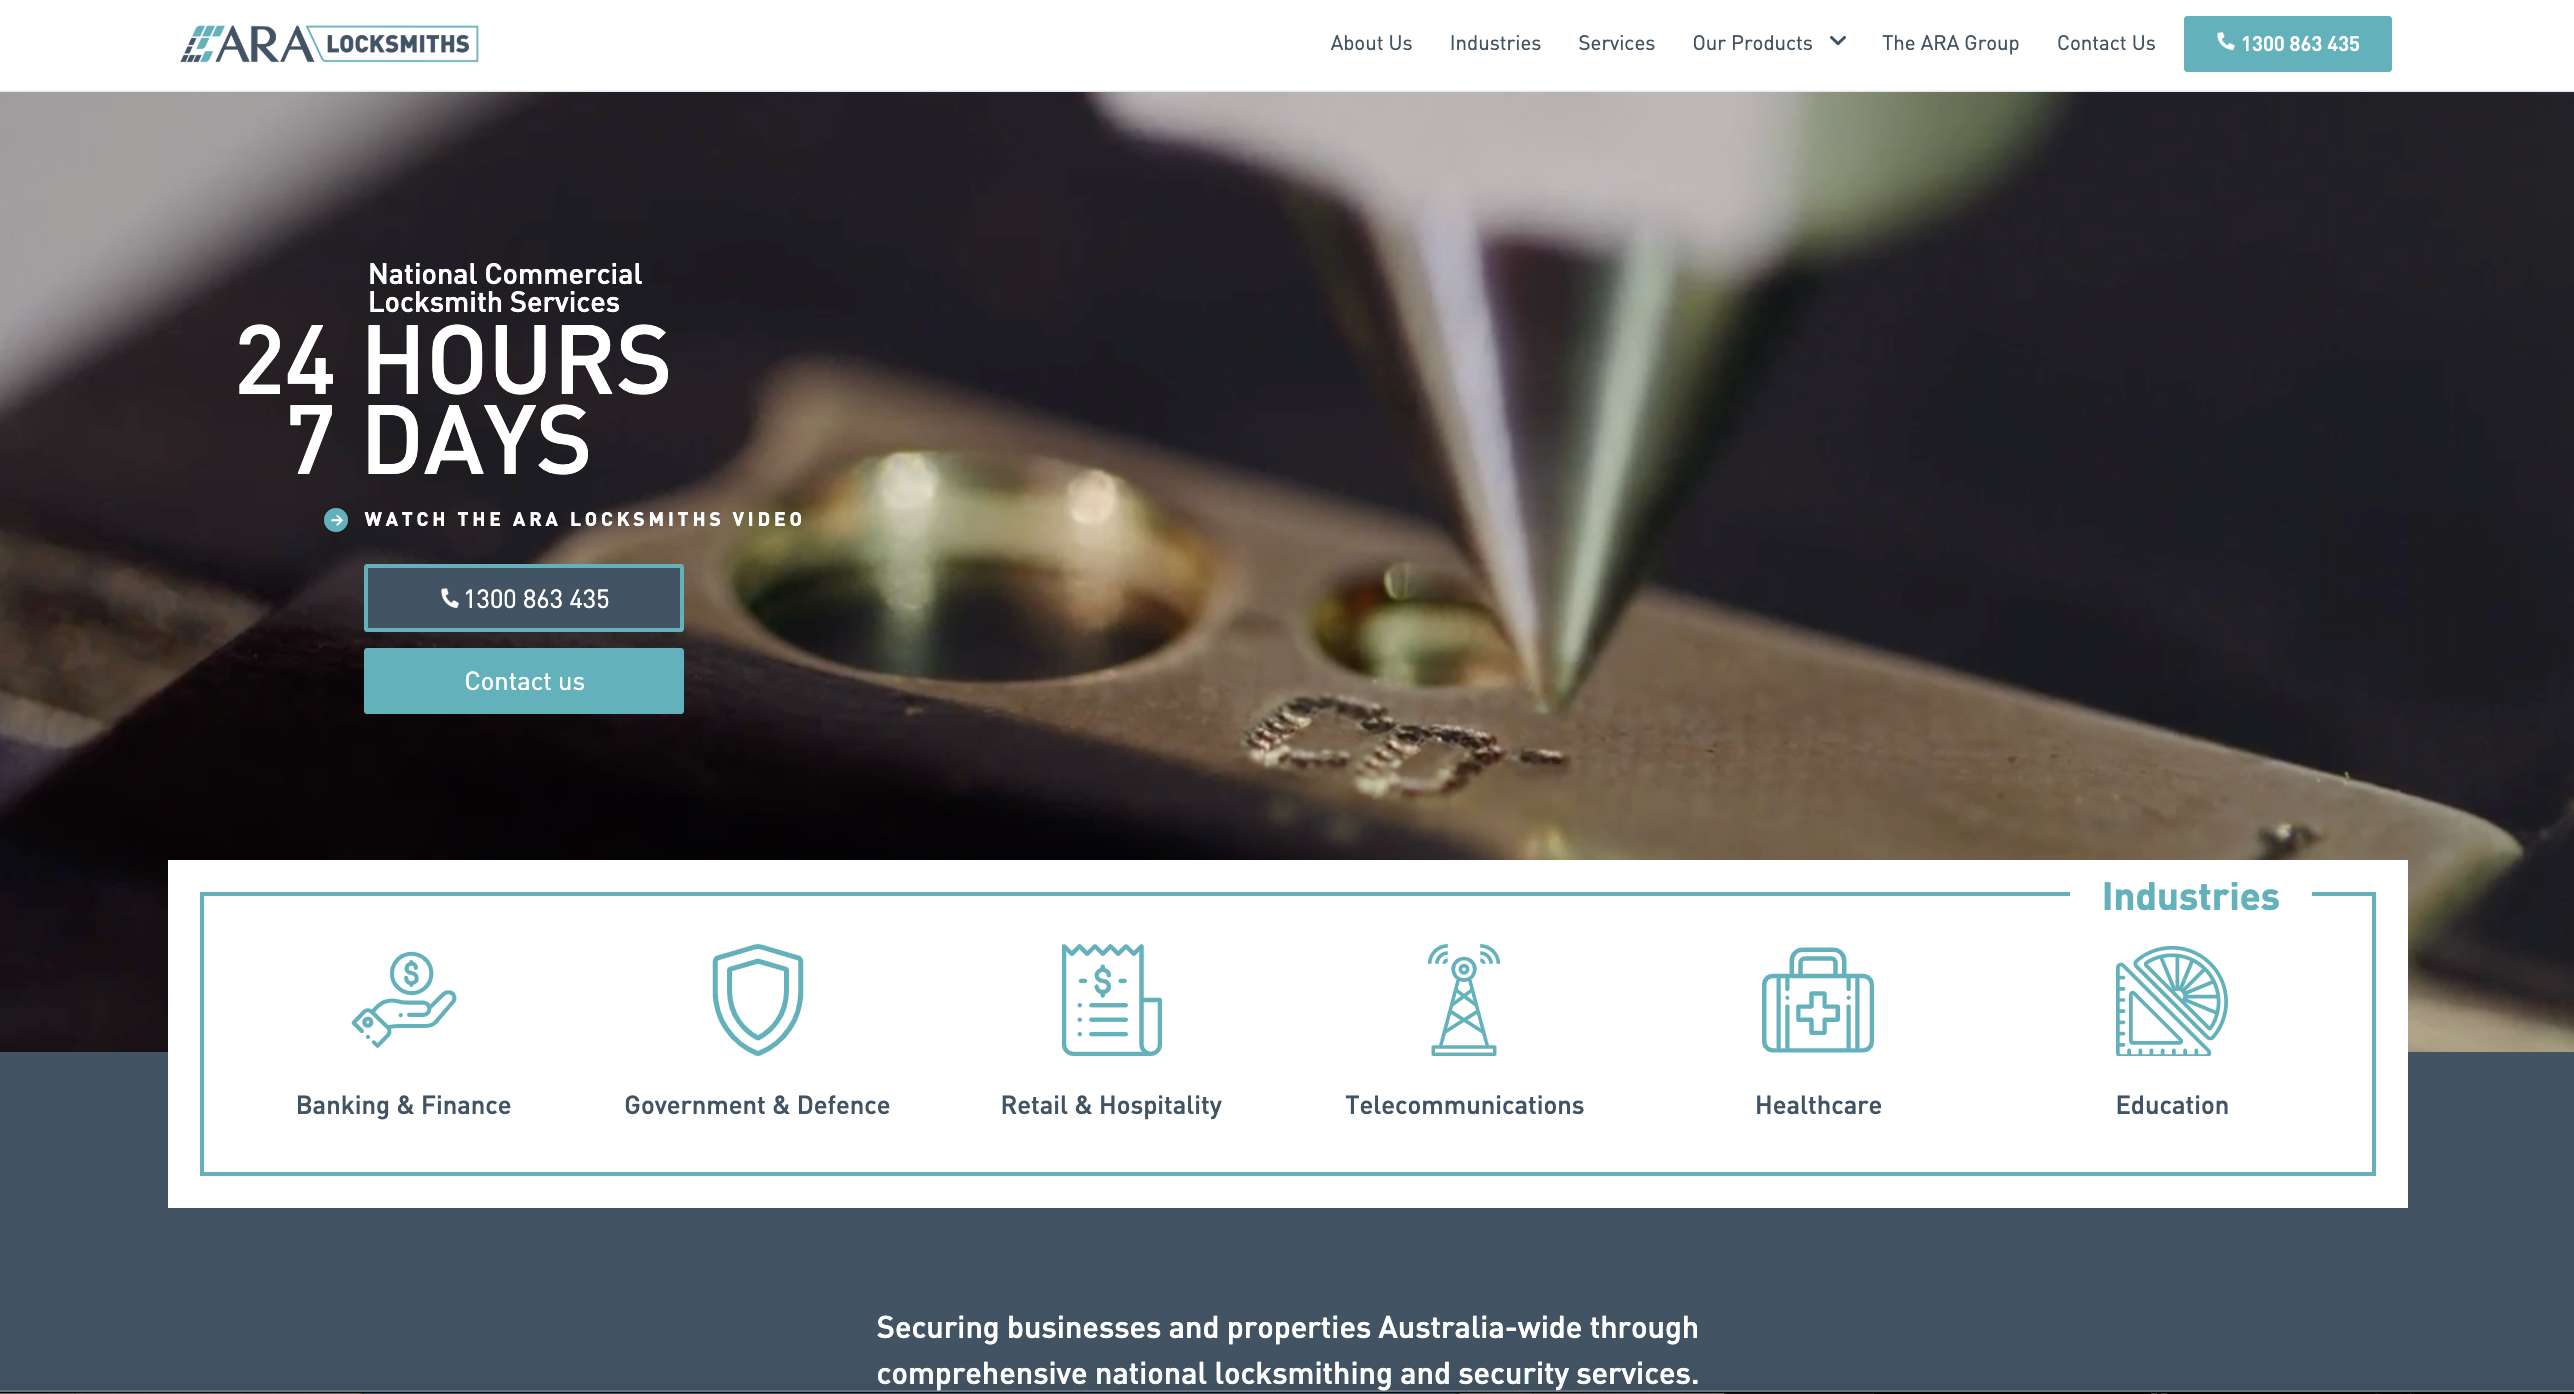 ARA LOCKSMITHS
About Us
Industries
Services
Our Products
The ARA Group
Contact Us
1300 863 435
National Commercial
Locksmith Services
24 HOURS
7 DAYS
WATCH THE ARA LOCKSMITHS VIDEO
1300 863 435
Contact us
Industries
Banking & Finance
Government & Defence
Retail & Hospitality
Telecommunications
Healthcare
Education
Securing businesses and properties Australia-wide through
comprehensive national locksmithing and security services.